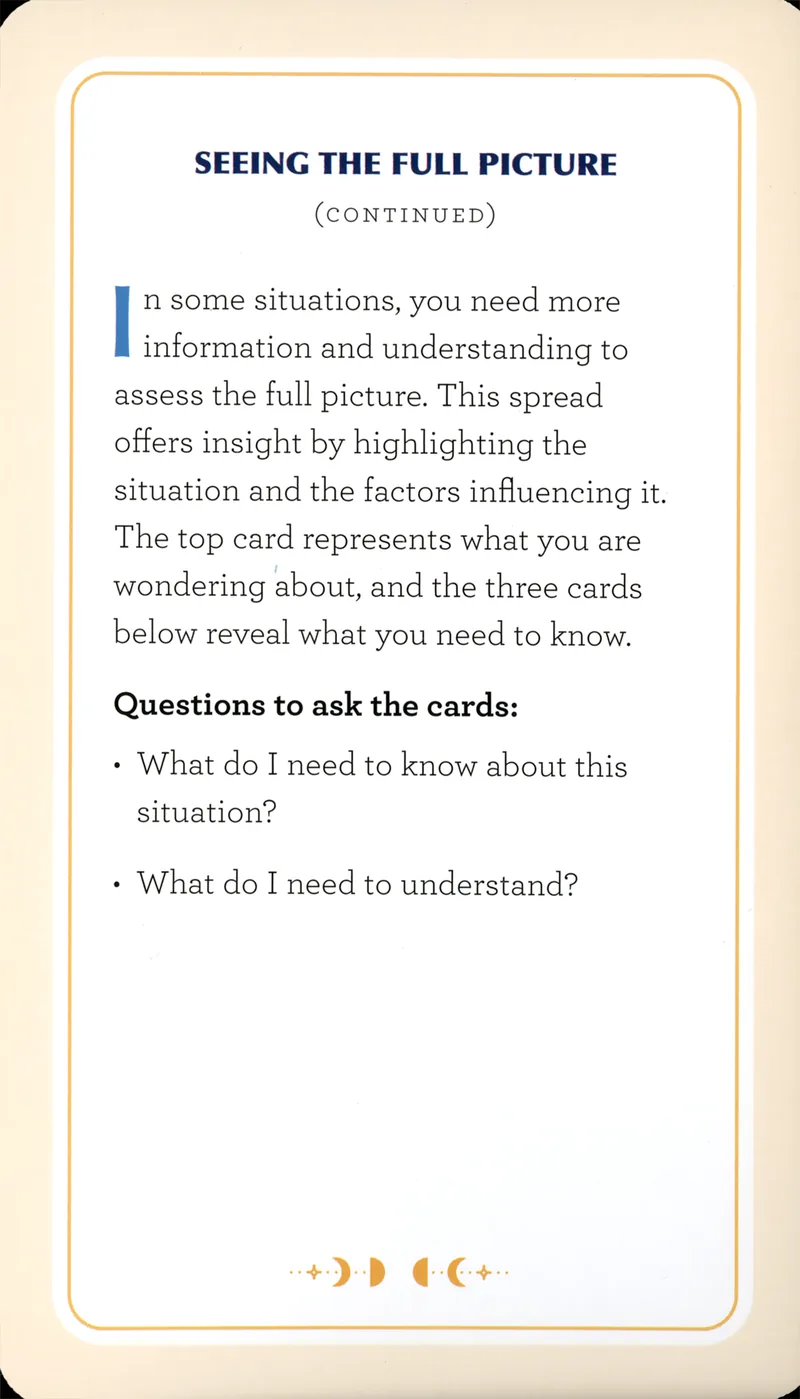 SEEING THE FULL PICTURE
(CONTINUED)
In some situations, you need more
information and understanding to
assess the full picture. This spread
offers insight by highlighting the
situation and the factors influencing it.
The top card represents what you are
wondering about, and the three cards
below reveal what you need to know.
Questions to ask the cards:
• What do I need to know about this
situation?
• What do I need to understand?